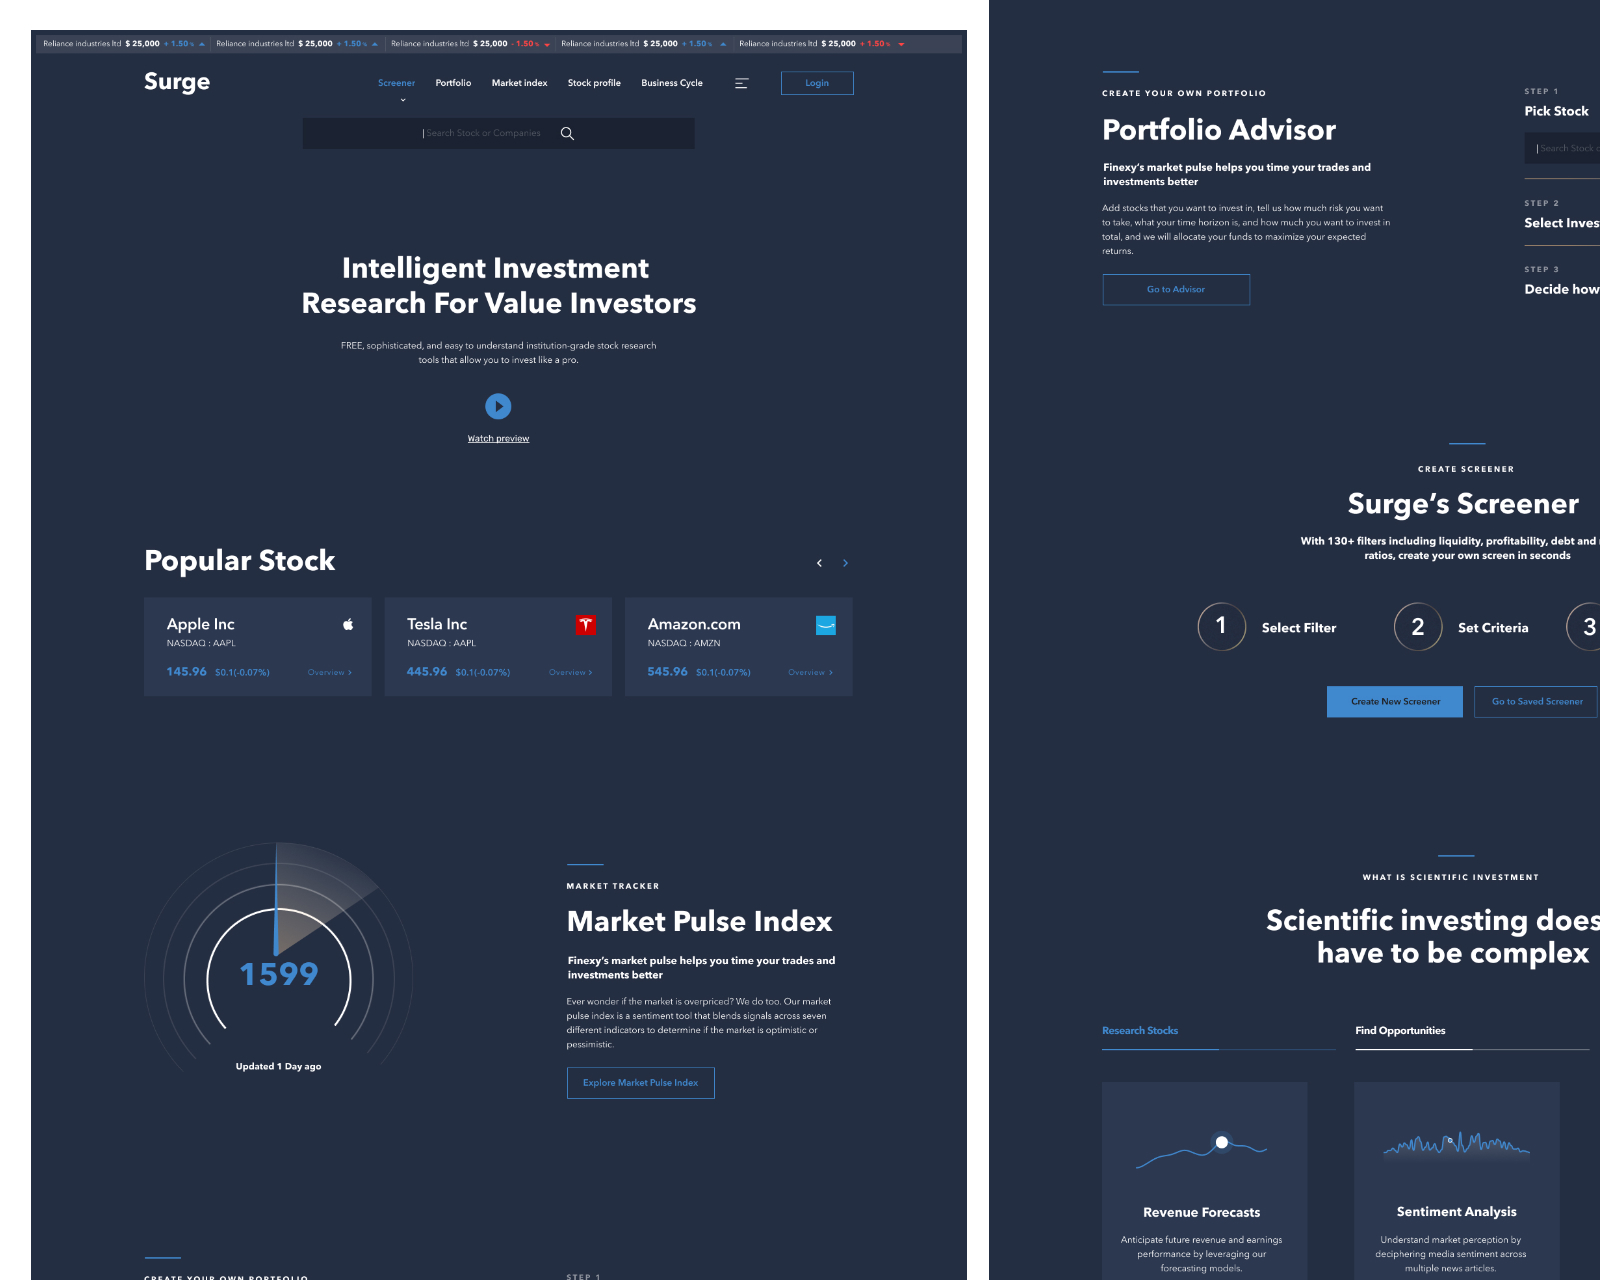 Reliance industries ltd $ 25,000 + 1.50 % Reliance industries ltd $ 25,000 + 1.50 % Reliance industries ltd $ 25,000 - 1.50 % Reliance industries ltd $ 25,000 + 1.50 % Reliance industries ltd $ 25,000 + 1.50 %
Surge
Screener Portfolio Market index Stock profile Business Cycle Login
Search Stock or Companies
Intelligent Investment
Research For Value Investors
FREE, sophisticated, and easy to understand institution-grade stock research
tools that allow you to invest like a pro.
Watch preview
Popular Stock
Apple Inc
NASDAQ : AAPL
145.96 $0.1(-0.07%) Overview >
Tesla Inc
NASDAQ : AAPL
445.96 $0.1(-0.07%) Overview >
Amazon.com
NASDAQ : AMZN
545.96 $0.1(-0.07%) Overview >
1599
Updated 1 Day ago
MARKET TRACKER
Market Pulse Index
Finexy's market pulse helps you time your trades and
investments better
Ever wonder if the market is overpriced? We do too. Our market
pulse index is a sentiment tool that blends signals across seven
different indicators to determine if the market is optimistic or
pessimistic.
Explore Market Pulse Index
CREATE YOUR OWN PORTFOLIO
STEP 1
CREATE YOUR OWN PORTFOLIO
Portfolio Advisor
Finexy's market pulse helps you time your trades and
investments better
Add stocks that you want to invest in, tell us how much risk you want
to take, what your time horizon is, and how much you want to invest in
total, and we will allocate your funds to maximize your expected
returns.
Go to Advisor
STEP 1
Pick Stock
Search Stock
STEP 2
Select
STEP 3
Decide how
CREATE SCREENER
Surge's Screener
With 130+ filters including liquidity, profitability, debt and
ratios, create your own screen in seconds
1 Select Filter 2 Set Criteria 3
Create New Screener Go to Saved Screener
WHAT IS SCIENTIFIC INVESTMENT
Scientific investing does
have to be complex
Research Stocks Find Opportunities
Revenue Forecasts
Anticipate future revenue and earnings
performance by leveraging our
forecasting models.
Sentiment Analysis
Understand market perception by
deciphering media sentiment across
multiple news articles.